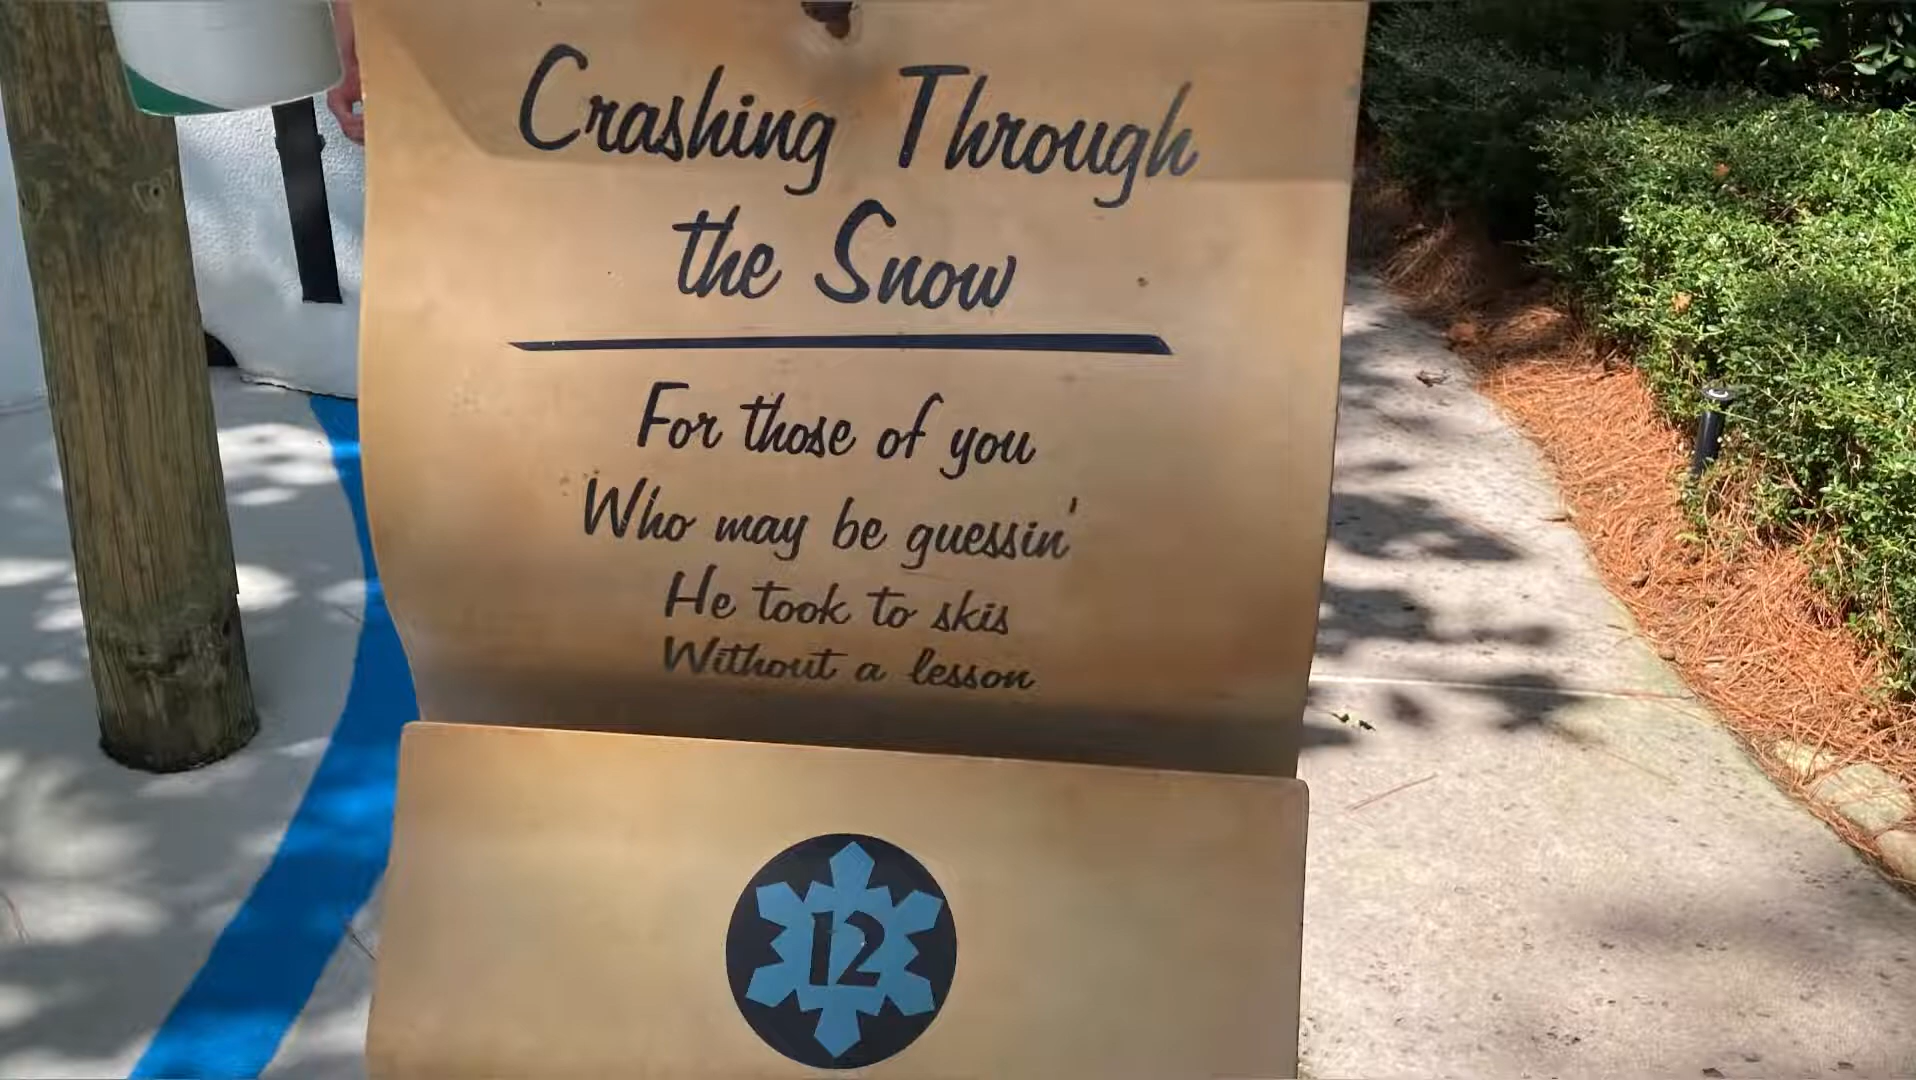 Crashing Through
the Snow
For those of you
Who may be guessin'
He took to skis
Without a lesson
12